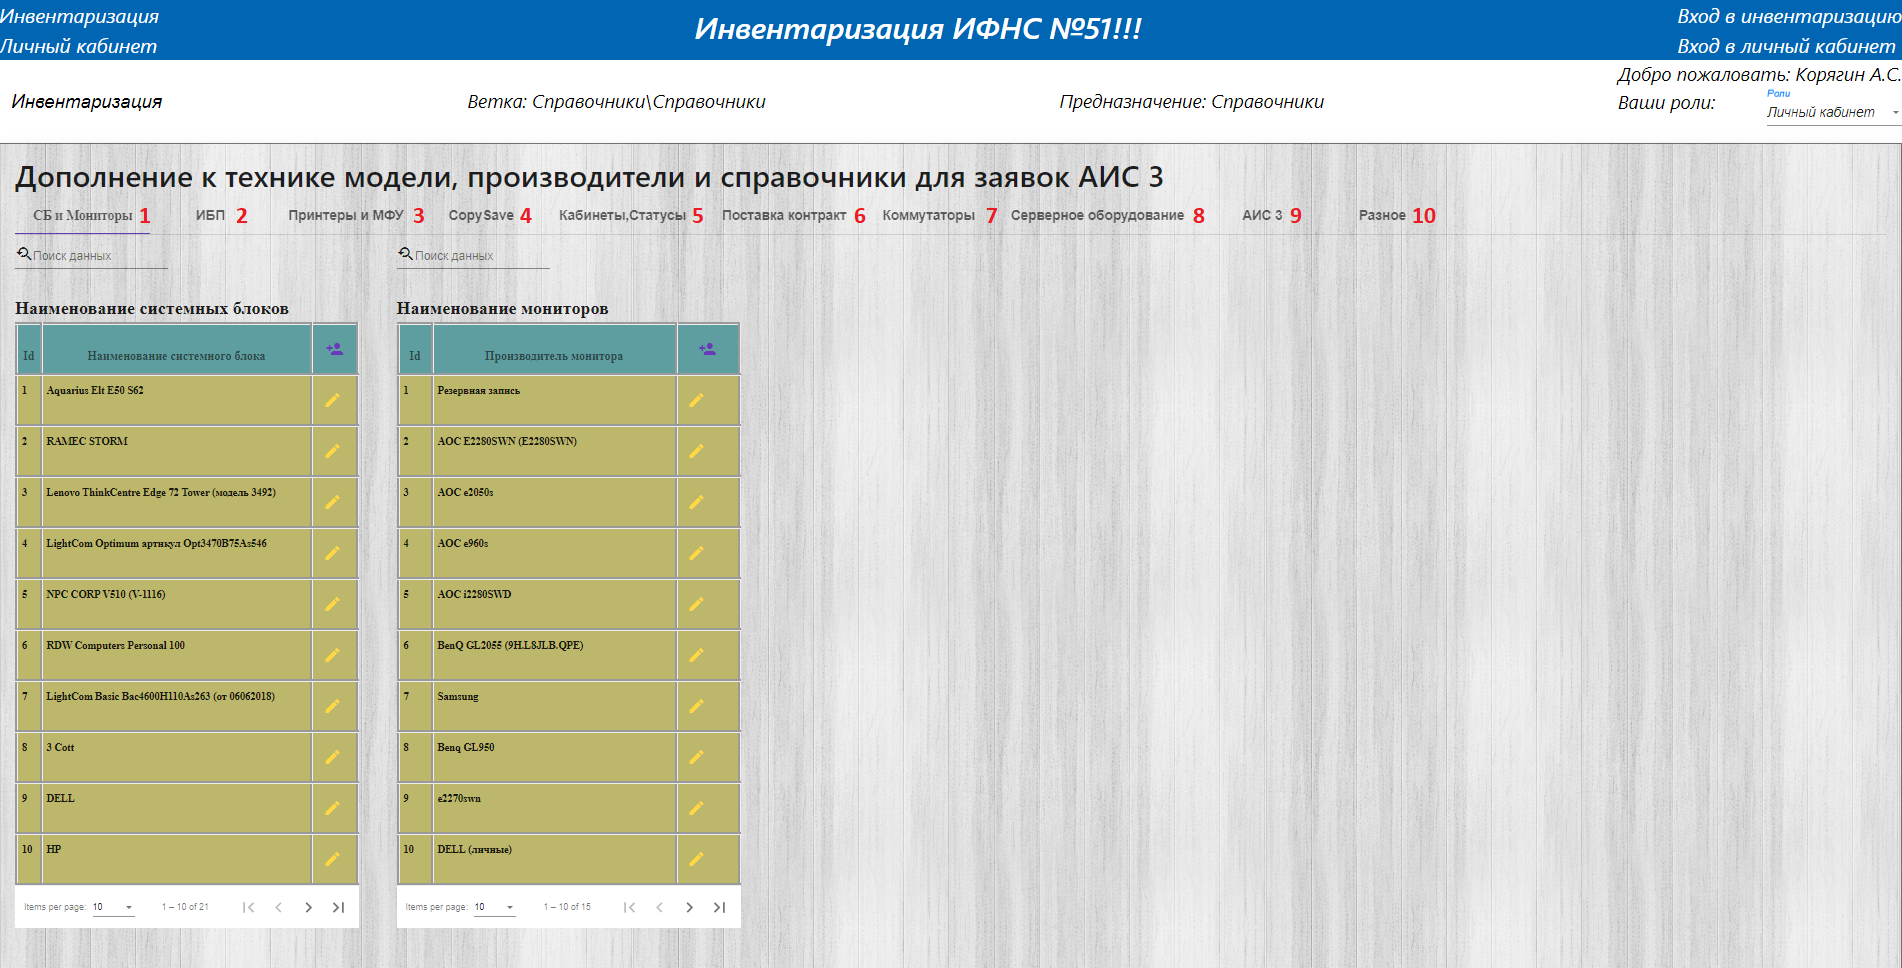 Инвентаризация
Личный кабинет
Инвентаризация ИФНС №51!!!
Вход в инвентаризацию
Вход в личный кабинет
Добро пожаловать: Корягин А.С.
Инвентаризация
Ветка: Справочники\Справочники
Предназначение: Справочники
Ваши роли:
Роли
Личный кабинет
Дополнение к технике модели, производители и справочники для заявок АИС 3
СБ и Мониторы 1 ИБП 2 Принтеры и МФУ 3 CopySave 4 Кабинеты,Статусы 5 Поставка контракт 6 Коммутаторы 7 Серверное оборудование 8 АИС 3 9 Разное 10
Поиск данных
Наименование системных блоков
Id Наименование системного блока
1 Aquarius Elt E50 S62
2 RAMEC STORM
3 Lenovo ThinkCentre Edge 72 Tower (модель 3492)
4 LightCom Optimum артикул Opt3470B75As546
5 NPC CORP V510 (V-1116)
6 RDW Computers Personal 100
7 LightCom Basic Bac4600H110As263 (от 06062018)
8 3 Cott
9 DELL
10 HP
Items per page: 10 1 – 10 of 21
Поиск данных
Наименование мониторов
Id Производитель монитора
1 Резервная запись
2 AOC E2280SWN (E2280SWN)
3 AOC e2050s
4 AOC e960s
5 AOC i2280SWD
6 BenQ GL2055 (9H.L8JLB.QPE)
7 Samsung
8 Benq GL950
9 e2270swn
10 DELL (личные)
Items per page: 10 1 – 10 of 15